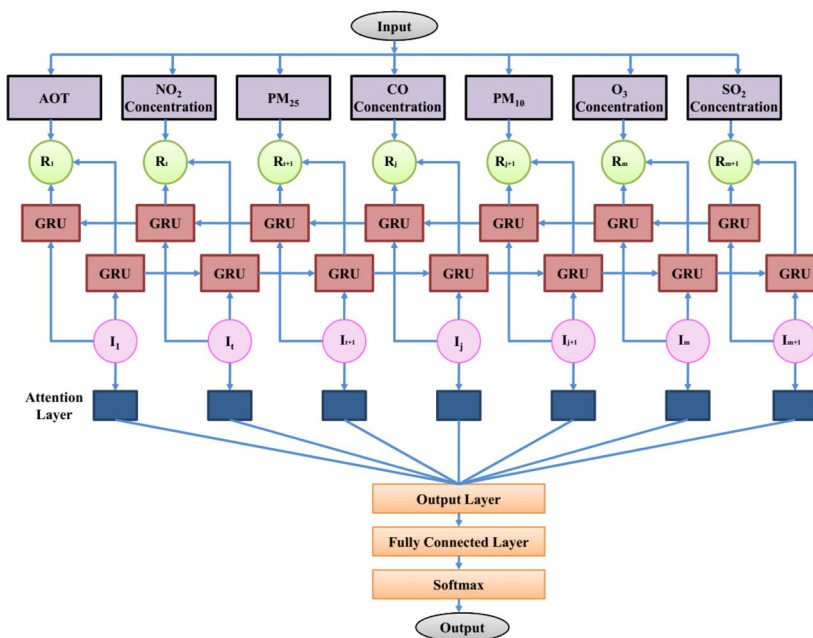 Input
AOT
NO₂
Concentration
PM₂₅
CO
Concentration
PM₁₀
O₃
Concentration
SO₂
Concentration
R₁
Rₜ
Rₜ₊₁
Rⱼ
Rⱼ₊₁
Rₘ
Rₘ₊₁
GRU
GRU
GRU
GRU
GRU
GRU
GRU
GRU
GRU
GRU
GRU
GRU
GRU
GRU
I₁
Iₜ
Iₜ₊₁
Iⱼ
Iⱼ₊₁
Iₘ
Iₘ₊₁
Attention
Layer
Output Layer
Fully Connected Layer
Softmax
Output